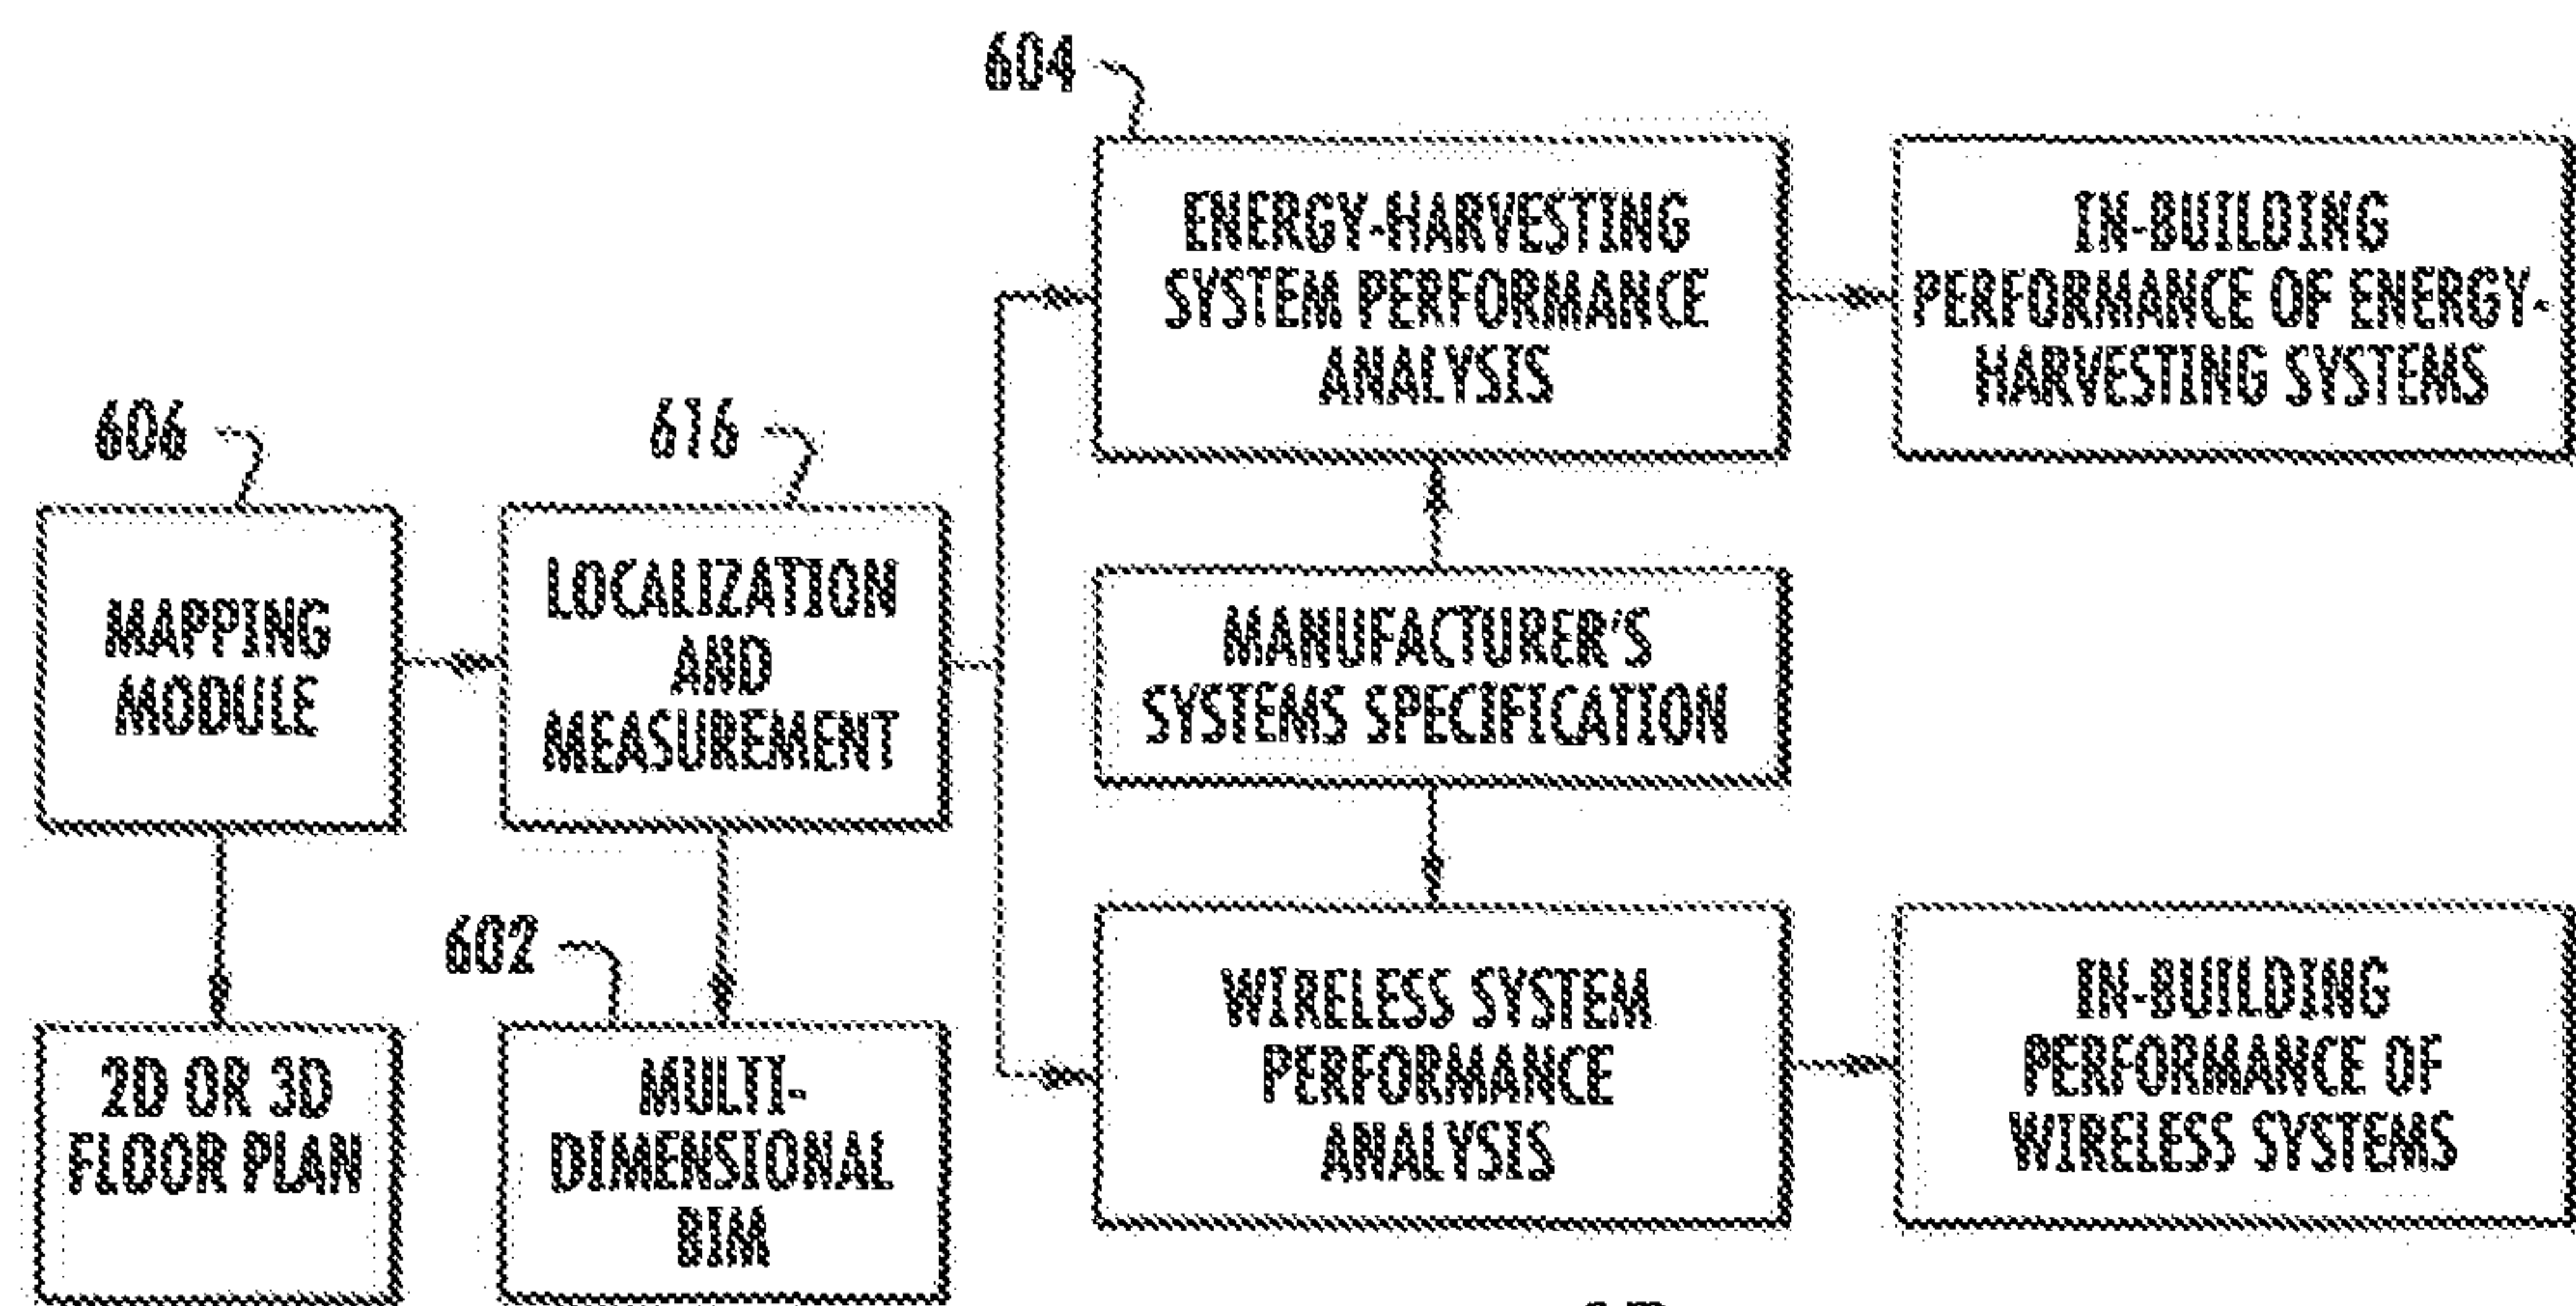 604
ENERGY-HARVESTING
SYSTEM PERFORMANCE
ANALYSIS
IN-BUILDING
PERFORMANCE OF ENERGY-
HARVESTING SYSTEMS
606
MAPPING
MODULE
616
LOCALIZATION
AND
MEASUREMENT
MANUFACTURER'S
SYSTEMS SPECIFICATION
2D OR 3D
FLOOR PLAN
602
MULTI-
DIMENSIONAL
BIM
WIRELESS SYSTEM
PERFORMANCE
ANALYSIS
IN-BUILDING
PERFORMANCE OF
WIRELESS SYSTEMS